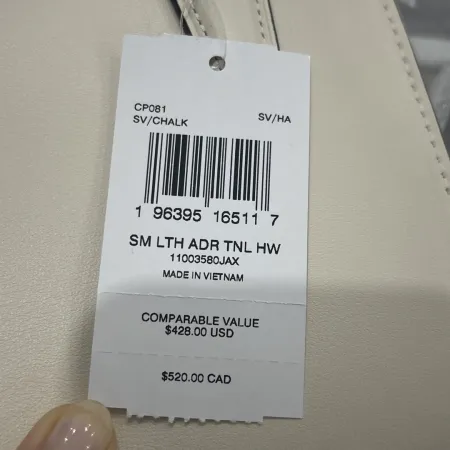 CP081
SV/CHALK SV/HA
1 96395 16511 7
SM LTH ADR TNL HW
11003580JAX
MADE IN VIETNAM
COMPARABLE VALUE
$428.00 USD
$520.00 CAD